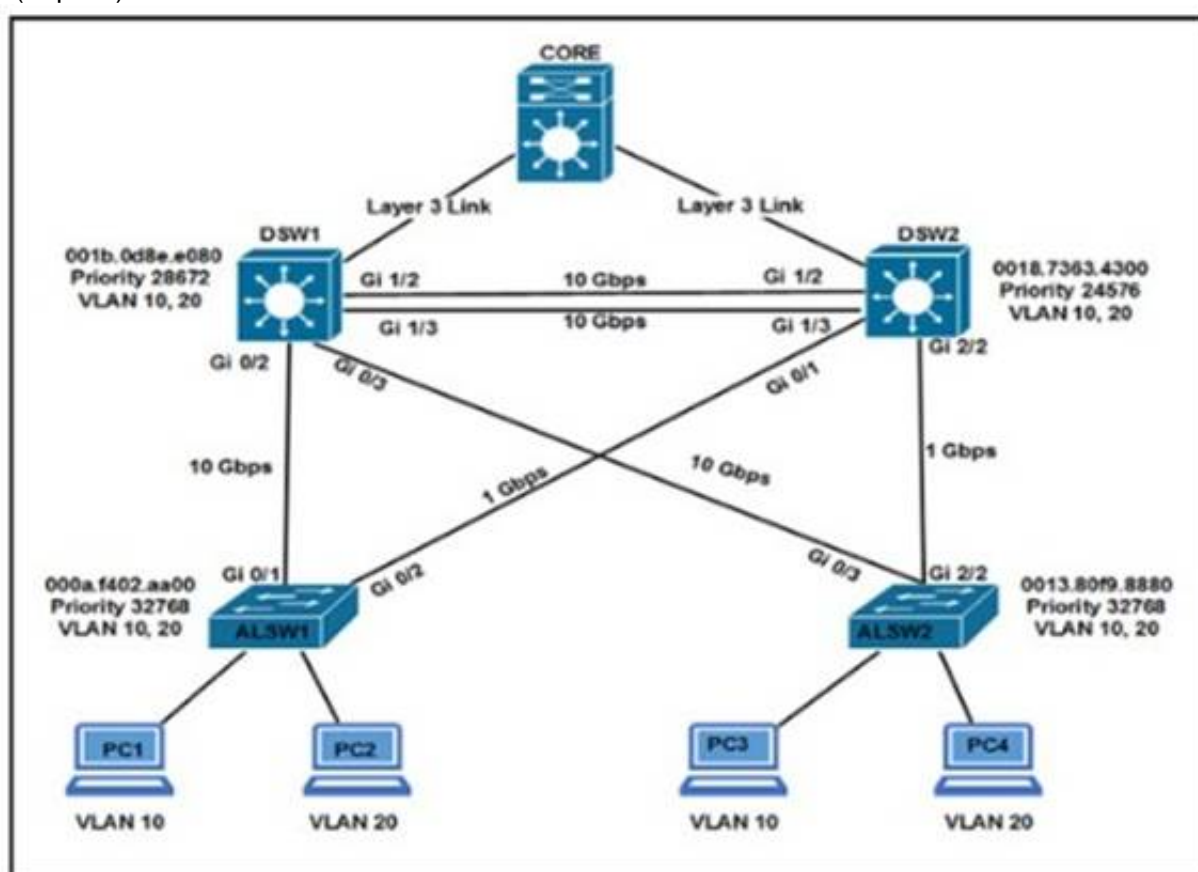 CORE
Layer 3 Link
Layer 3 Link
DSW1
DSW2
001b.0d8e.e080
Priority 28672
VLAN 10, 20
0018.7363.4300
Priority 24576
VLAN 10, 20
Gi 1/2
10 Gbps
Gi 1/2
Gi 1/3
10 Gbps
Gi 1/3
Gi 0/2
Gi 0/3
Gi 0/1
Gi 2/2
10 Gbps
1 Gbps
10 Gbps
1 Gbps
Gi 0/1
Gi 0/2
Gi 0/3
Gi 2/2
000a.f402.aa00
Priority 32768
VLAN 10, 20
ALSW1
ALSW2
0013.80f9.8880
Priority 32768
VLAN 10, 20
PC1
PC2
PC3
PC4
VLAN 10
VLAN 20
VLAN 10
VLAN 20